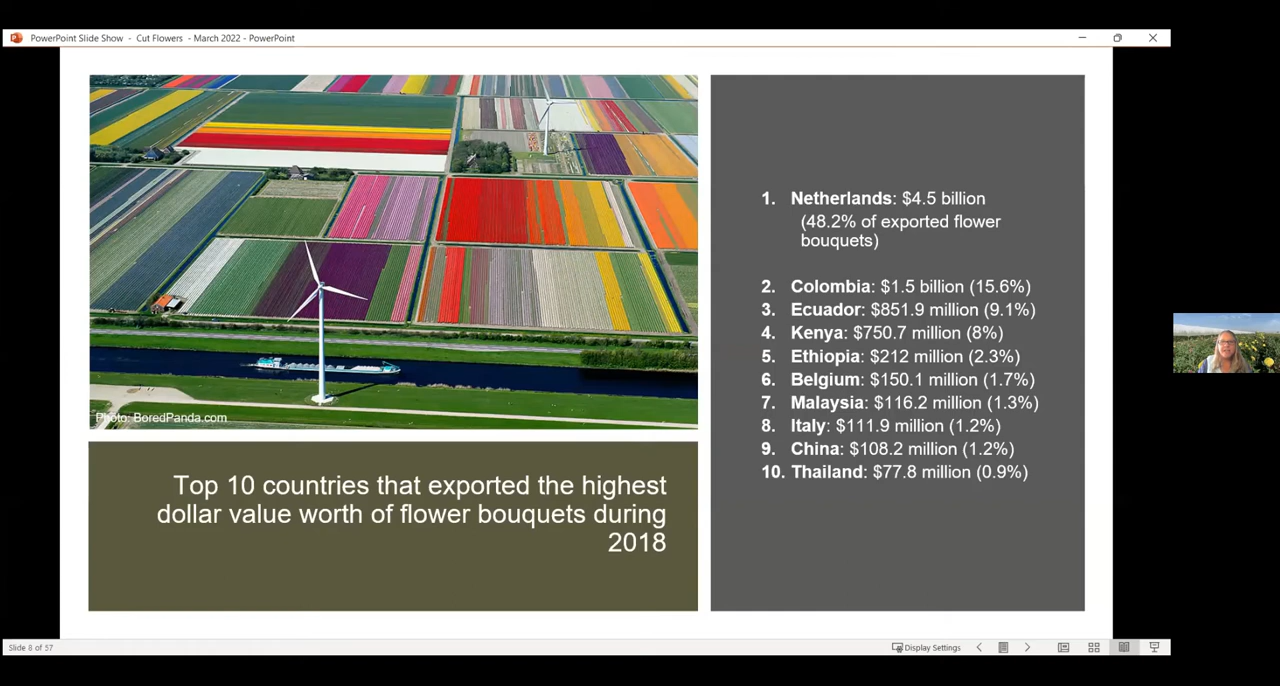 PowerPoint Slide Show - Cut Flowers - March 2022 - PowerPoint
Photo: BoredPanda.com
Top 10 countries that exported the highest
dollar value worth of flower bouquets during
2018
1. Netherlands: $4.5 billion
(48.2% of exported flower
bouquets)
2. Colombia: $1.5 billion (15.6%)
3. Ecuador: $851.9 million (9.1%)
4. Kenya: $750.7 million (8%)
5. Ethiopia: $212 million (2.3%)
6. Belgium: $150.1 million (1.7%)
7. Malaysia: $116.2 million (1.3%)
8. Italy: $111.9 million (1.2%)
9. China: $108.2 million (1.2%)
10. Thailand: $77.8 million (0.9%)
Slide 8 of 57
Display Settings